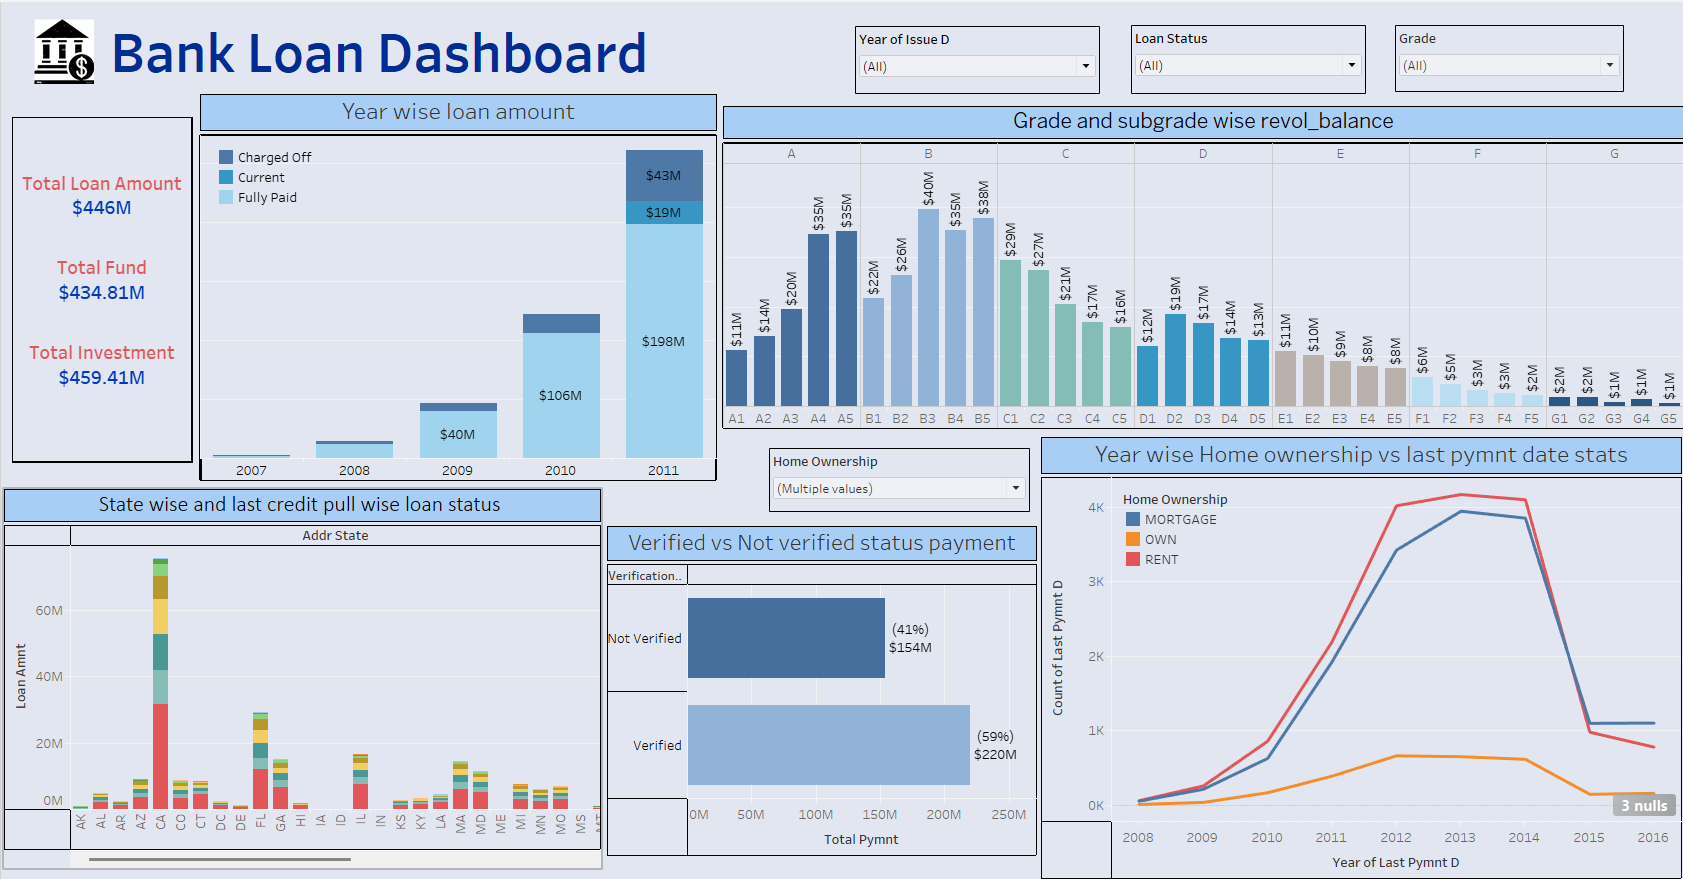 Bank Loan Dashboard
Year of Issue D
(All)
Loan Status
(All)
Grade
(All)
Total Loan Amount
$446M
Total Fund
$434.81M
Total Investment
$459.41M
Year wise loan amount
Charged Off
Current
Fully Paid
$43M
$19M
$198M
$106M
$40M
2007 2008 2009 2010 2011
Grade and subgrade wise revol_balance
A B C D E F G
$11M $14M $20M $35M $35M $22M $26M $40M $35M $38M $29M $27M $21M $17M $16M $12M $19M $17M $14M $13M $11M $10M $9M $8M $8M $6M $5M $3M $3M $2M $2M $2M $1M $1M $1M
A1 A2 A3 A4 A5 B1 B2 B3 B4 B5 C1 C2 C3 C4 C5 D1 D2 D3 D4 D5 E1 E2 E3 E4 E5 F1 F2 F3 F4 F5 G1 G2 G3 G4 G5
State wise and last credit pull wise loan status
Addr State
Loan Amnt
60M
40M
20M
0M
AK AL AR AZ CA CO CT DC DE FL GA HI IA ID IL IN KS KY LA MA MD ME MI MN MO MS
Home Ownership
(Multiple values)
Verified vs Not verified status payment
Verification..
Not Verified
(41%)
$154M
Verified
(59%)
$220M
0M 50M 100M 150M 200M 250M
Total Pymnt
Year wise Home ownership vs last pymnt date stats
Home Ownership
MORTGAGE
OWN
RENT
Count of Last Pymnt D
4K
3K
2K
1K
0K
3 nulls
2008 2009 2010 2011 2012 2013 2014 2015 2016
Year of Last Pymnt D